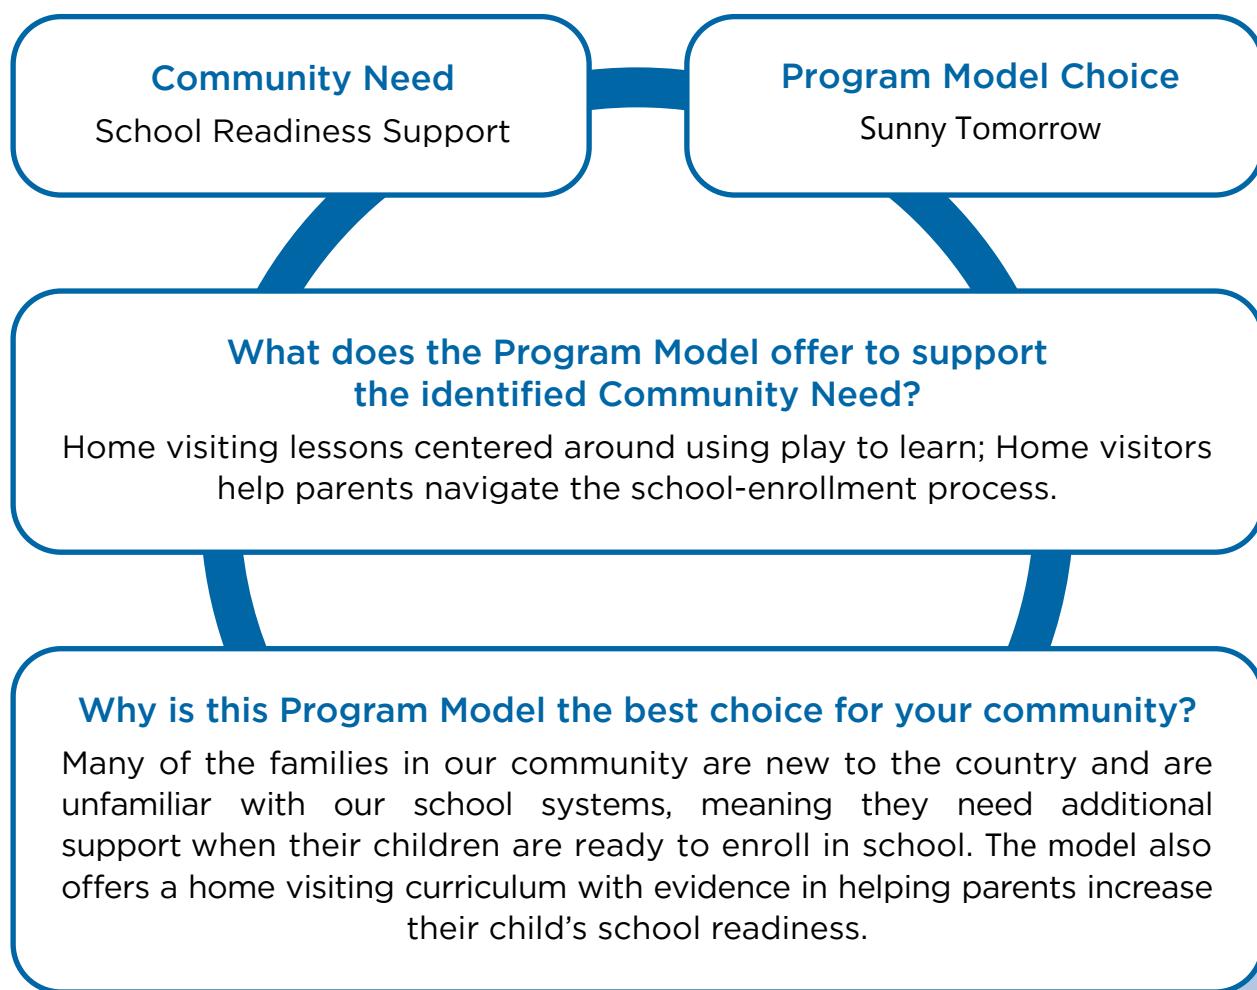 Community Need
School Readiness Support
Program Model Choice
Sunny Tomorrow
What does the Program Model offer to support
the identified Community Need?
Home visiting lessons centered around using play to learn; Home visitors
help parents navigate the school-enrollment process.
Why is this Program Model the best choice for your community?
Many of the families in our community are new to the country and are
unfamiliar with our school systems, meaning they need additional
support when their children are ready to enroll in school. The model also
offers a home visiting curriculum with evidence in helping parents increase
their child’s school readiness.